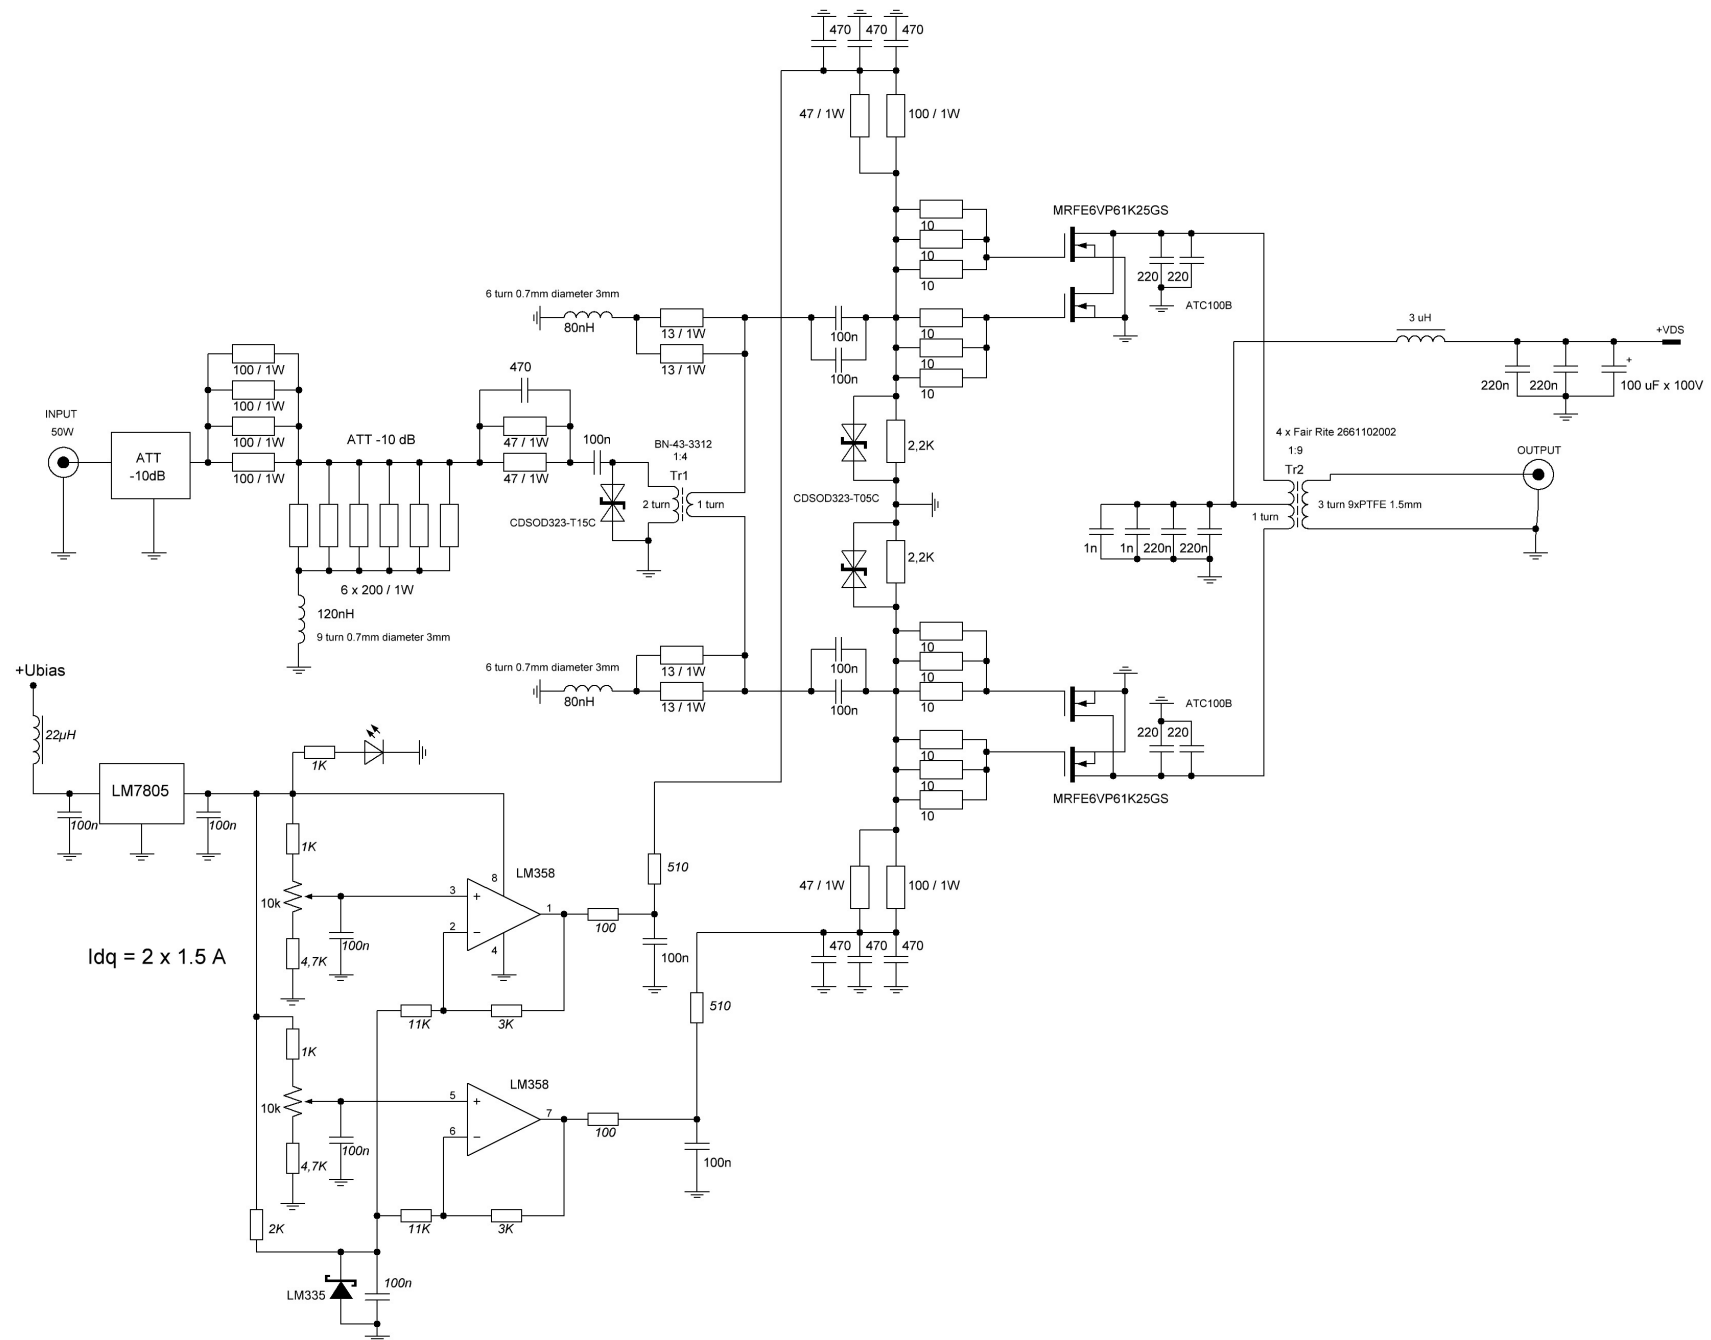 470
470
470
47 / 1W
100 / 1W
10
10
10
MRFE6VP61K25GS
220
220
ATC100B
6 turn 0.7mm diameter 3mm
80nH
13 / 1W
13 / 1W
100n
100n
10
10
10
3 uH
+VDS
220n
220n
+
100 uF x 100V
INPUT
50W
ATT
-10dB
100 / 1W
100 / 1W
100 / 1W
100 / 1W
ATT -10 dB
470
47 / 1W
47 / 1W
100n
CDSOD323-T15C
BN-43-3312
1:4
Tr1
2 turn
1 turn
2,2K
CDSOD323-T05C
2,2K
4 x Fair Rite 2661102002
1:9
Tr2
1 turn
3 turn 9xPTFE 1.5mm
OUTPUT
1n
1n
220n
220n
6 x 200 / 1W
120nH
9 turn 0.7mm diameter 3mm
6 turn 0.7mm diameter 3mm
80nH
13 / 1W
13 / 1W
100n
100n
10
10
10
10
10
10
220
220
ATC100B
MRFE6VP61K25GS
+Ubias
22µH
100n
LM7805
100n
1K
1K
10k
4,7K
100n
LM358
3
+
2
−
8
4
1
100
510
100n
11K
3K
47 / 1W
100 / 1W
470
470
470
510
Idq = 2 x 1.5 A
1K
10k
4,7K
100n
LM358
5
+
6
−
7
100
100n
11K
3K
2K
LM335
100n